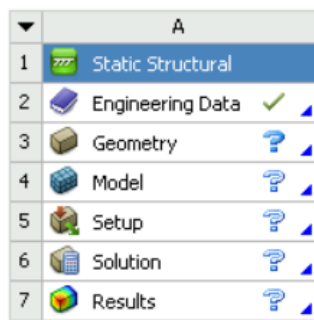 A
1 Static Structural
2 Engineering Data
3 Geometry
4 Model
5 Setup
6 Solution
7 Results